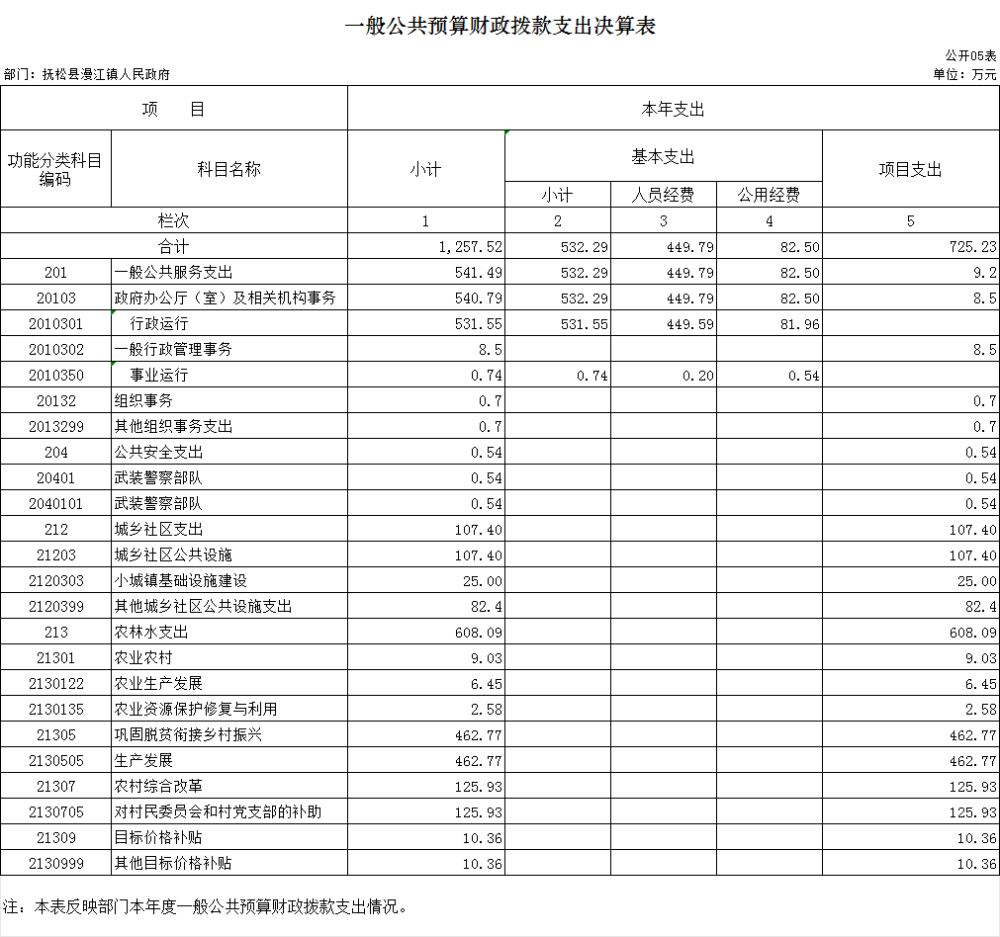 一般公共预算财政拨款支出决算表
公开05表
部门：抚松县漫江镇人民政府 单位：万元
项 目 本年支出
功能分类科目编码 科目名称 小计 基本支出 项目支出
小计 人员经费 公用经费
栏次 1 2 3 4 5
合计 1,257.52 532.29 449.79 82.50 725.23
201 一般公共服务支出 541.49 532.29 449.79 82.50 9.2
20103 政府办公厅（室）及相关机构事务 540.79 532.29 449.79 82.50 8.5
2010301 行政运行 531.55 531.55 449.59 81.96
2010302 一般行政管理事务 8.5 8.5
2010350 事业运行 0.74 0.74 0.20 0.54
20132 组织事务 0.7 0.7
2013299 其他组织事务支出 0.7 0.7
204 公共安全支出 0.54 0.54
20401 武装警察部队 0.54 0.54
2040101 武装警察部队 0.54 0.54
212 城乡社区支出 107.40 107.40
21203 城乡社区公共设施 107.40 107.40
2120303 小城镇基础设施建设 25.00 25.00
2120399 其他城乡社区公共设施支出 82.4 82.4
213 农林水支出 608.09 608.09
21301 农业农村 9.03 9.03
2130122 农业生产发展 6.45 6.45
2130135 农业资源保护修复与利用 2.58 2.58
21305 巩固脱贫衔接乡村振兴 462.77 462.77
2130505 生产发展 462.77 462.77
21307 农村综合改革 125.93 125.93
2130705 对村民委员会和村党支部的补助 125.93 125.93
21309 目标价格补贴 10.36 10.36
2130999 其他目标价格补贴 10.36 10.36
注：本表反映部门本年度一般公共预算财政拨款支出情况。